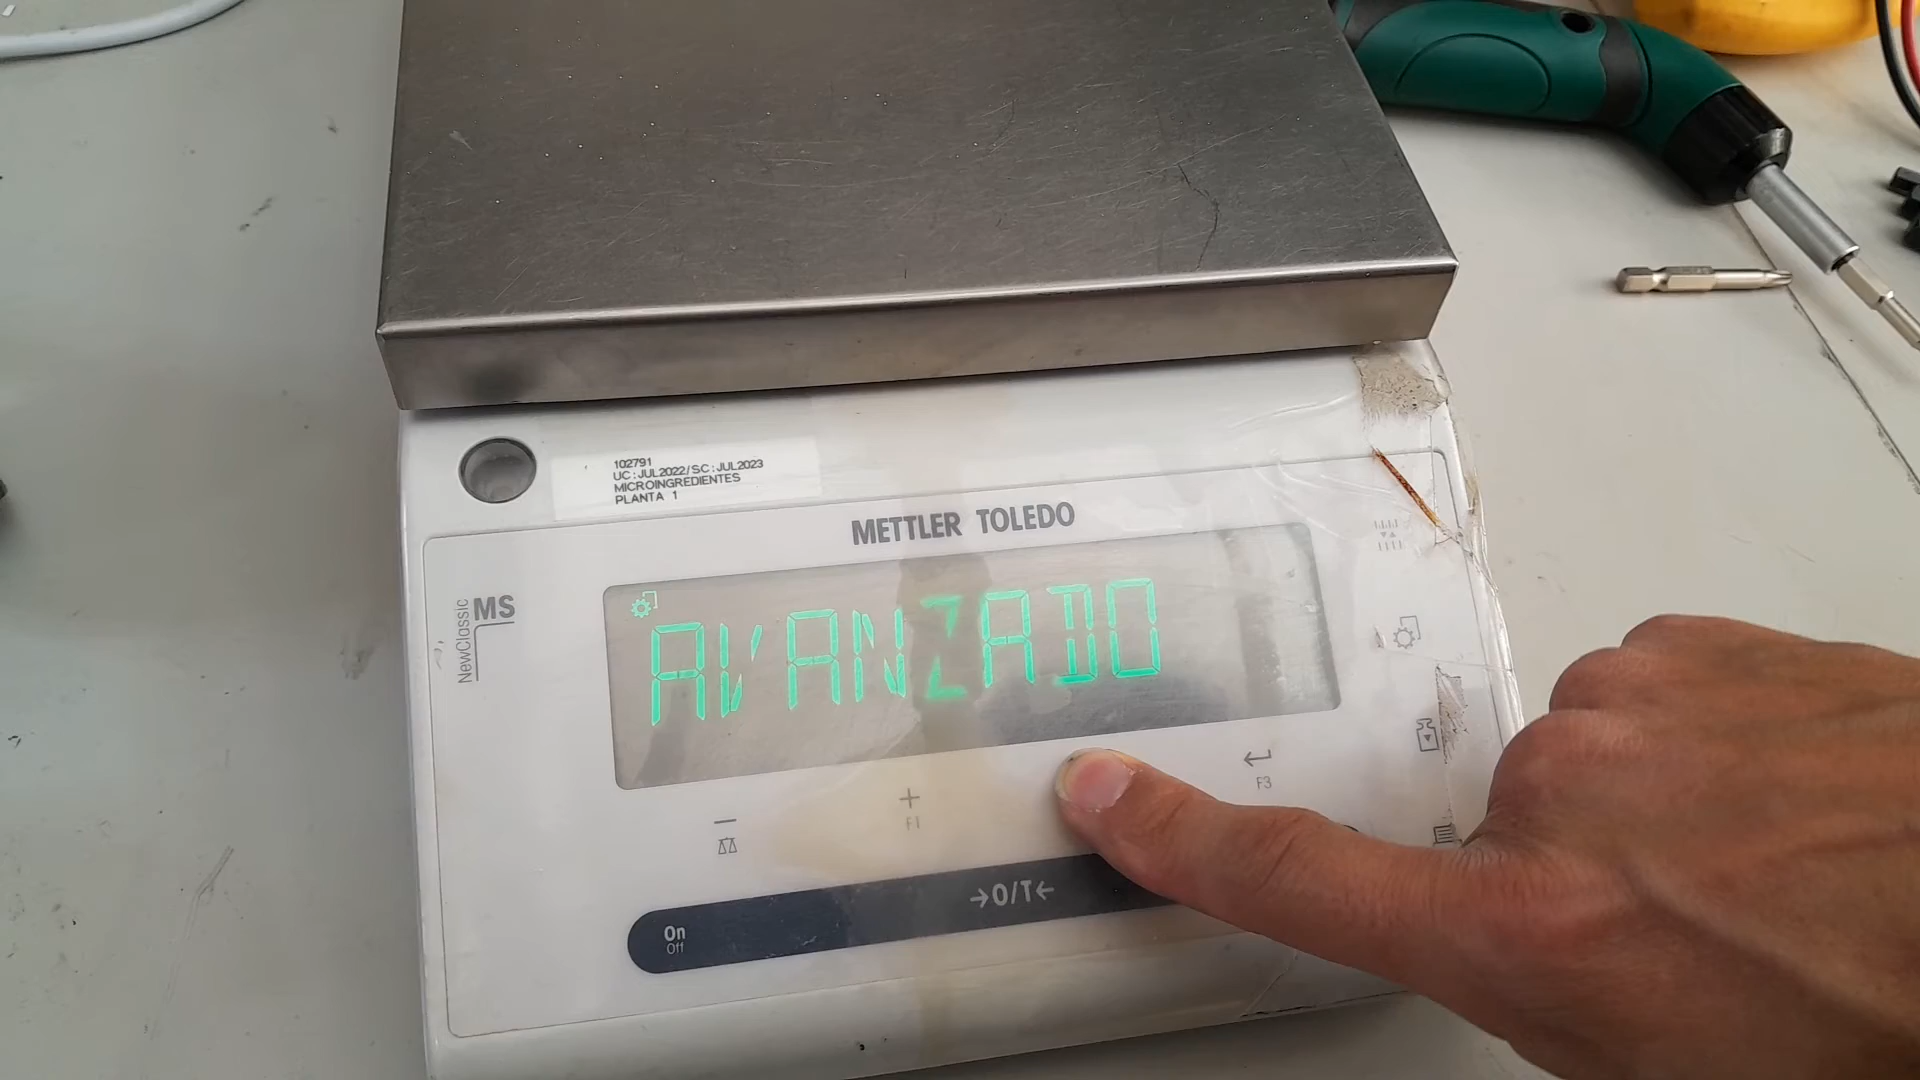 102791
UC:JUL2022/SC:JUL2023
MICROINGREDIENTES
PLANTA 1
METTLER TOLEDO
NewClassic MS
AVANZADO
F1
F3
→0/T←
On
Off